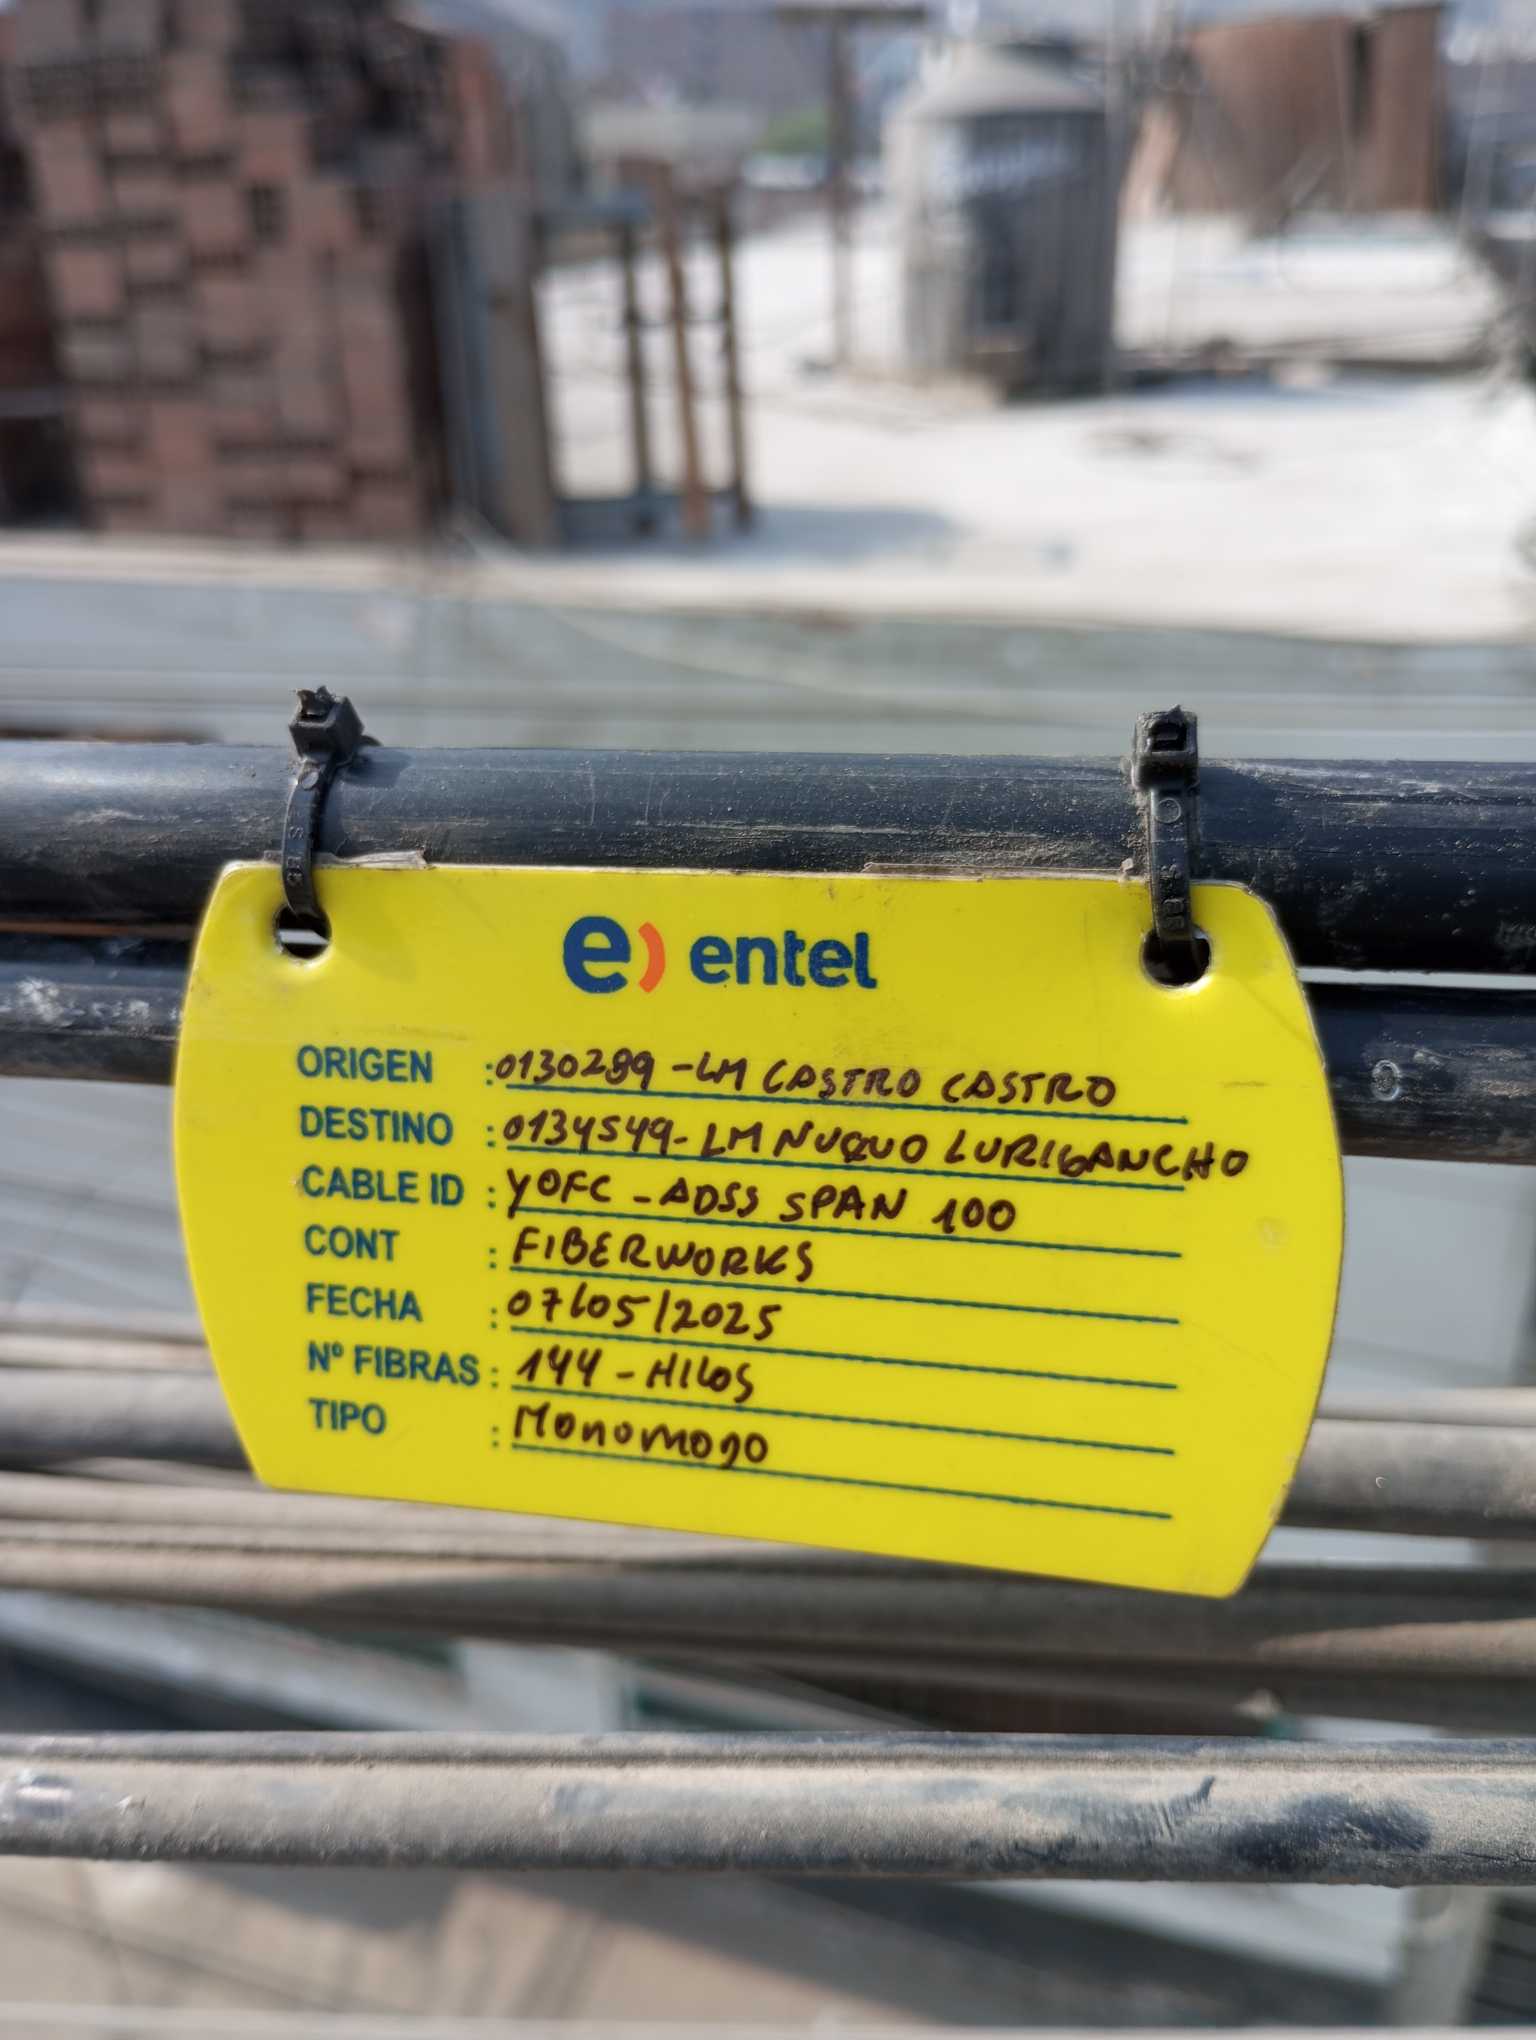 e) entel
ORIGEN : 0130289 - LM CASTRO CASTRO
DESTINO : 0134549 - LM NUQUO LURIGANCHO
CABLE ID : YOFC - ADSS SPAN 100
CONT : FIBERWORKS
FECHA : 07/05/2025
Nº FIBRAS : 144 - HILOS
TIPO : MONOMODO